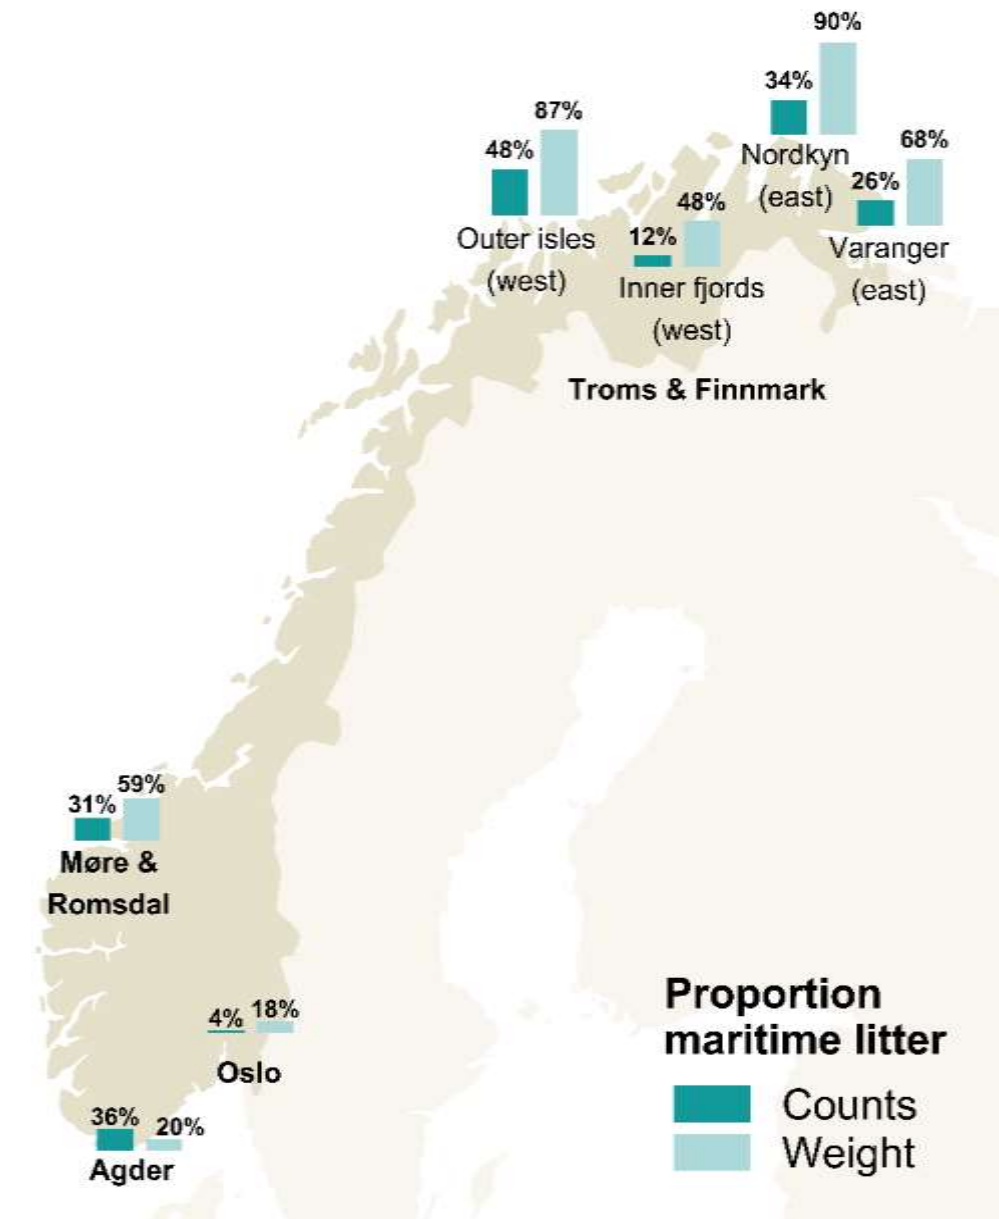 90%
34%
Nordkyn
(east)
87%
48%
Outer isles
(west)
68%
26%
Varanger
(east)
48%
12%
Inner fjords
(west)
Troms & Finnmark
59%
31%
Møre &
Romsdal
4% 18%
Oslo
36% 20%
Agder
Proportion
maritime litter
Counts
Weight